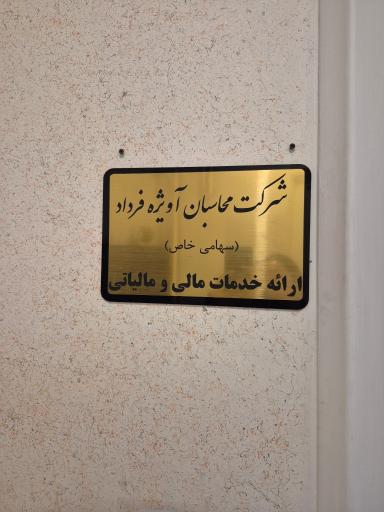 شرکت محاسبان آویژه فرداد
(سهامی خاص)
ارائه خدمات مالی و مالیاتی